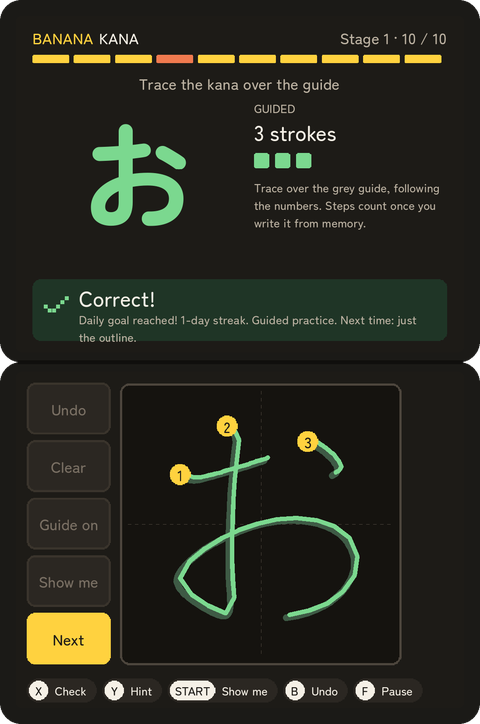 BANANA KANA
Stage 1 · 10 / 10
Trace the kana over the guide
お
GUIDED
3 strokes
Trace over the grey guide, following
the numbers. Steps count once you
write it from memory.
Correct!
Daily goal reached! 1-day streak. Guided practice. Next time: just
the outline.
Undo
Clear
Guide on
Show me
Next
1
2
3
お
X Check
Y Hint
START Show me
B Undo
F Pause